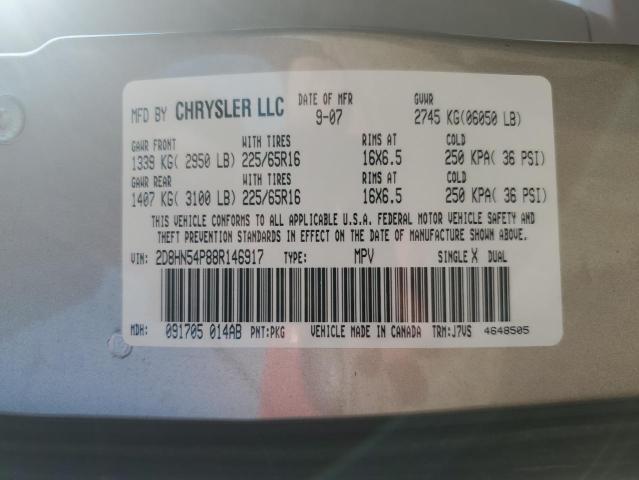 MFD BY CHRYSLER LLC DATE OF MFR 9-07 GVWR 2745 KG(06050 LB)
GAWR FRONT WITH TIRES RIMS AT COLD
1339 KG( 2950 LB) 225/65R16 16X6.5 250 KPA( 36 PSI)
GAWR REAR WITH TIRES RIMS AT COLD
1407 KG( 3100 LB) 225/65R16 16X6.5 250 KPA( 36 PSI)
THIS VEHICLE CONFORMS TO ALL APPLICABLE U.S.A. FEDERAL MOTOR VEHICLE SAFETY AND
THEFT PREVENTION STANDARDS IN EFFECT ON THE DATE OF MANUFACTURE SHOWN ABOVE.
VIN: 2D8HN54P88R146917 TYPE: MPV SINGLE X DUAL
MDH: 091705 014AB PNT:PKG VEHICLE MADE IN CANADA TRM:J7VS 4648505